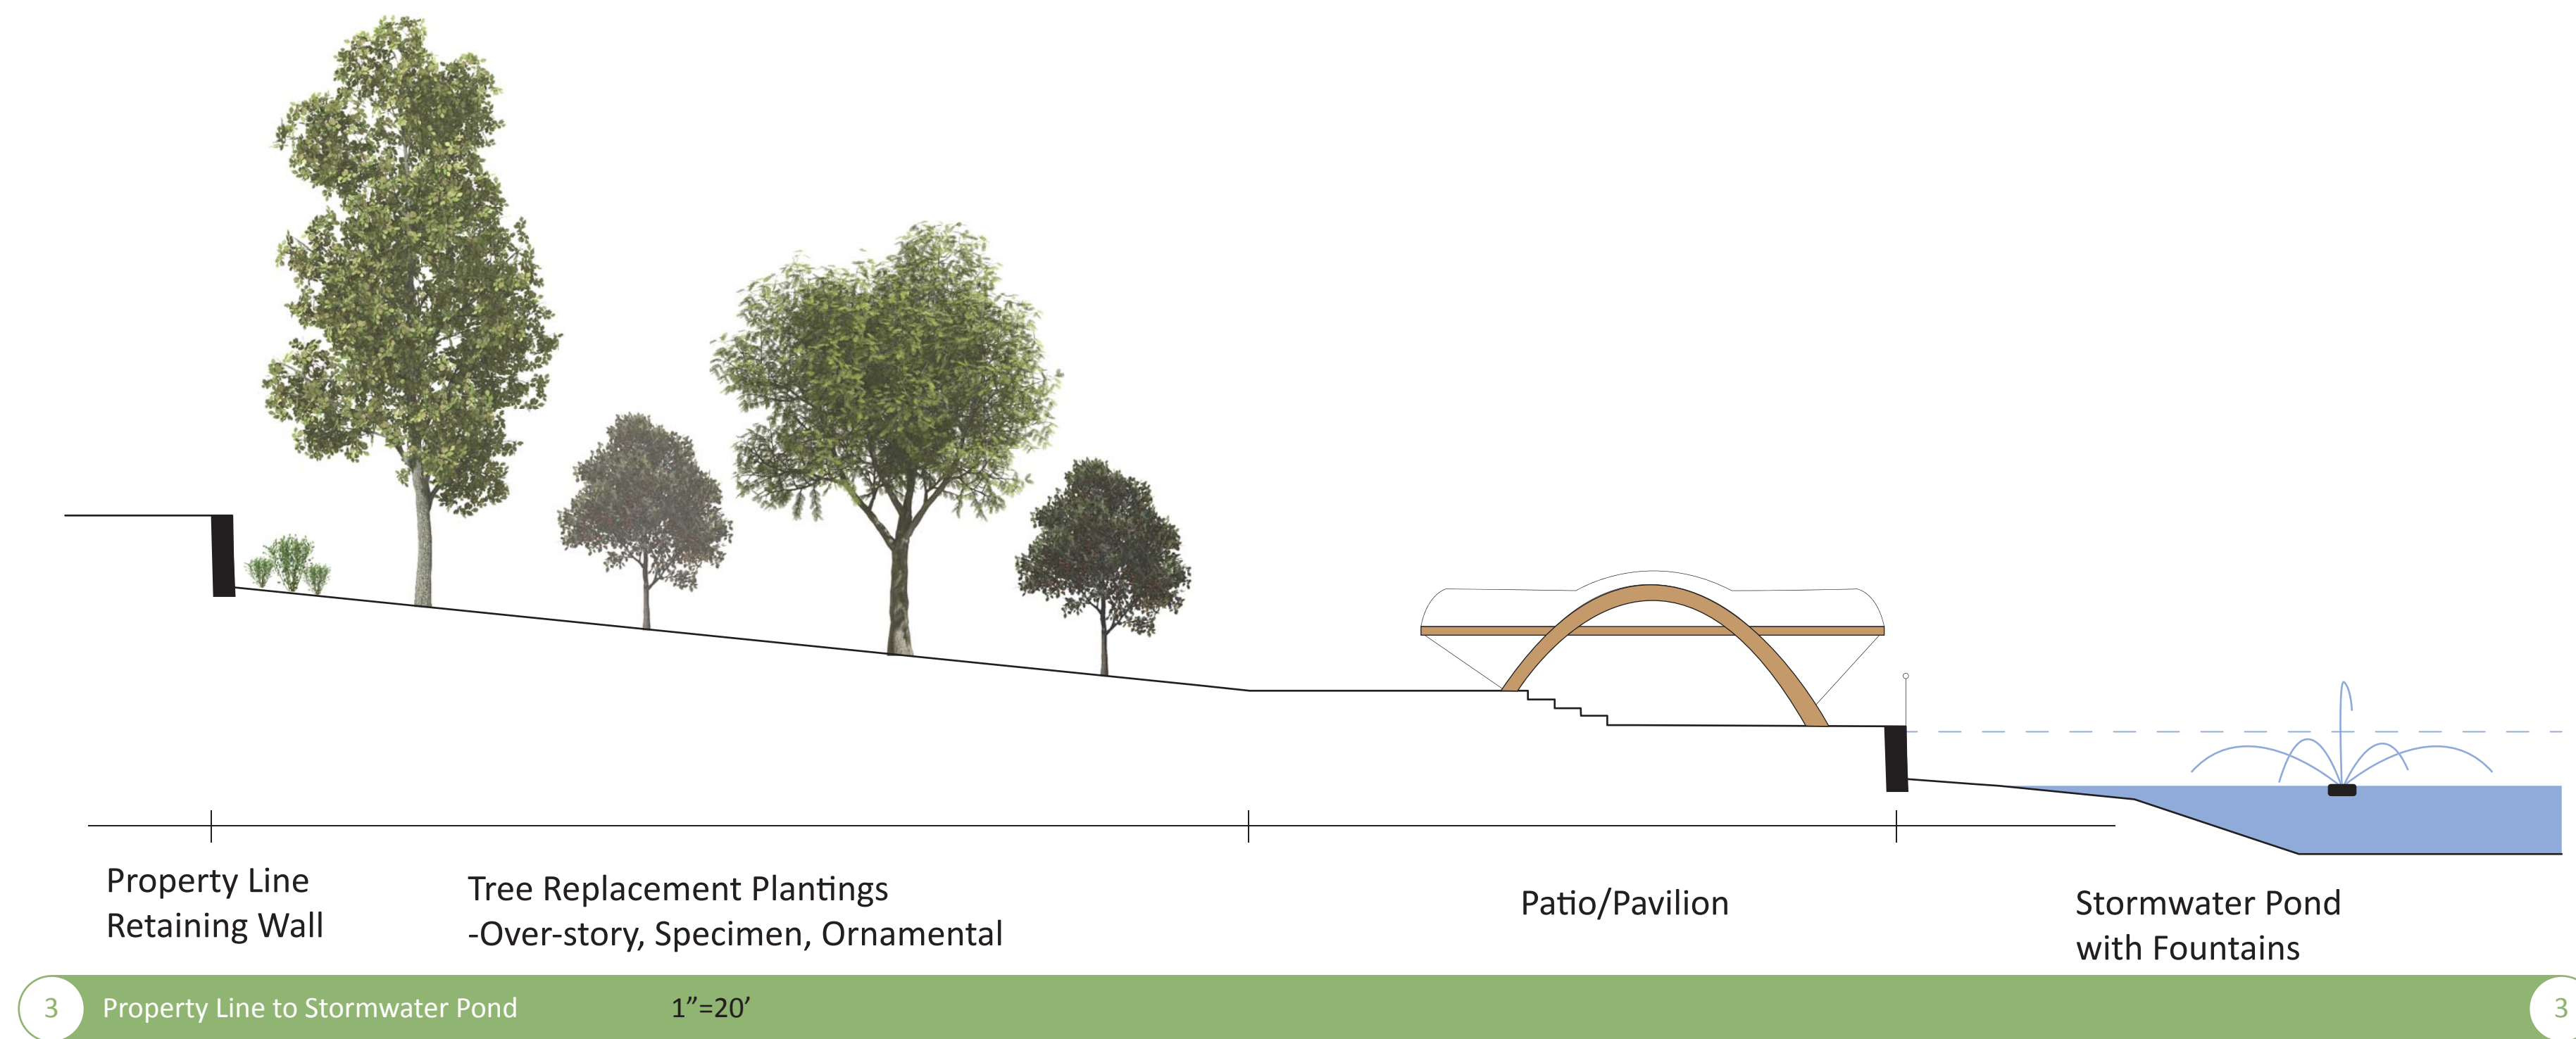 Property Line
Retaining Wall
Tree Replacement Plantings
-Over-story, Specimen, Ornamental
Patio/Pavilion
Stormwater Pond
with Fountains
3 Property Line to Stormwater Pond 1”=20’ 3